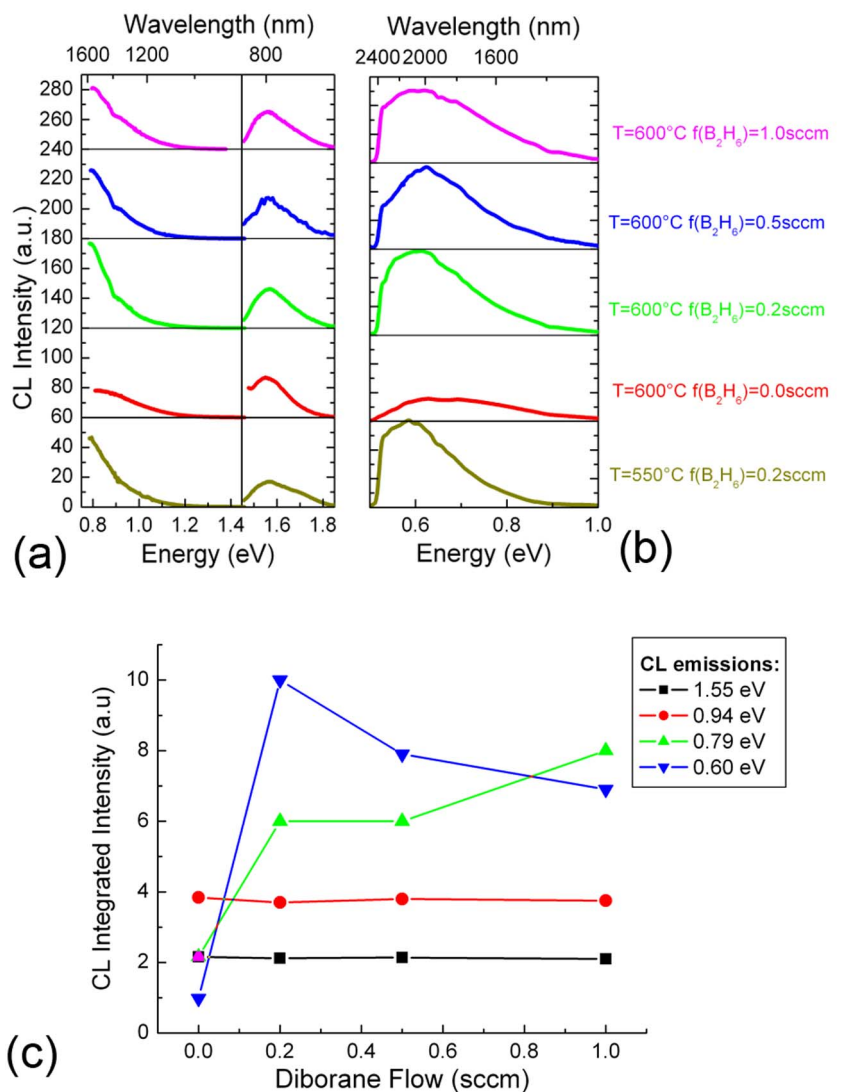 Wavelength (nm)
1600 1200 800
280
260
240
220
200
180
160
140
120
100
80
60
40
20
0
CL Intensity (a.u.)
0.8 1.0 1.2 1.4 1.6 1.8
Energy (eV)
(a)
Wavelength (nm)
2400 2000 1600
0.6 0.8 1.0
Energy (eV)
(b)
T=600°C f(B₂H₆)=1.0sccm
T=600°C f(B₂H₆)=0.5sccm
T=600°C f(B₂H₆)=0.2sccm
T=600°C f(B₂H₆)=0.0sccm
T=550°C f(B₂H₆)=0.2sccm
CL Integrated Intensity (a.u)
10
8
6
4
2
0
0.0 0.2 0.4 0.6 0.8 1.0
Diborane Flow (sccm)
(c)
CL emissions:
1.55 eV
0.94 eV
0.79 eV
0.60 eV